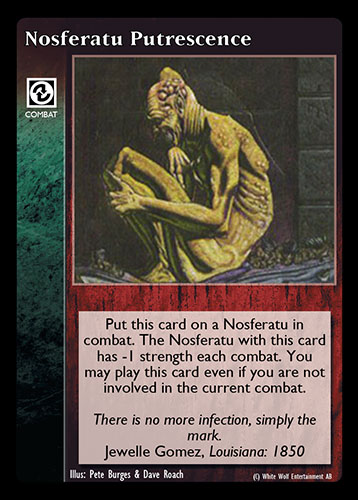 Nosferatu Putrescence
COMBAT
Put this card on a Nosferatu in
combat. The Nosferatu with this card
has -1 strength each combat. You
may play this card even if you are not
involved in the current combat.
There is no more infection, simply the
mark.
Jewelle Gomez, Louisiana: 1850
Illus: Pete Burges & Dave Roach
(C) White Wolf Entertainment AB